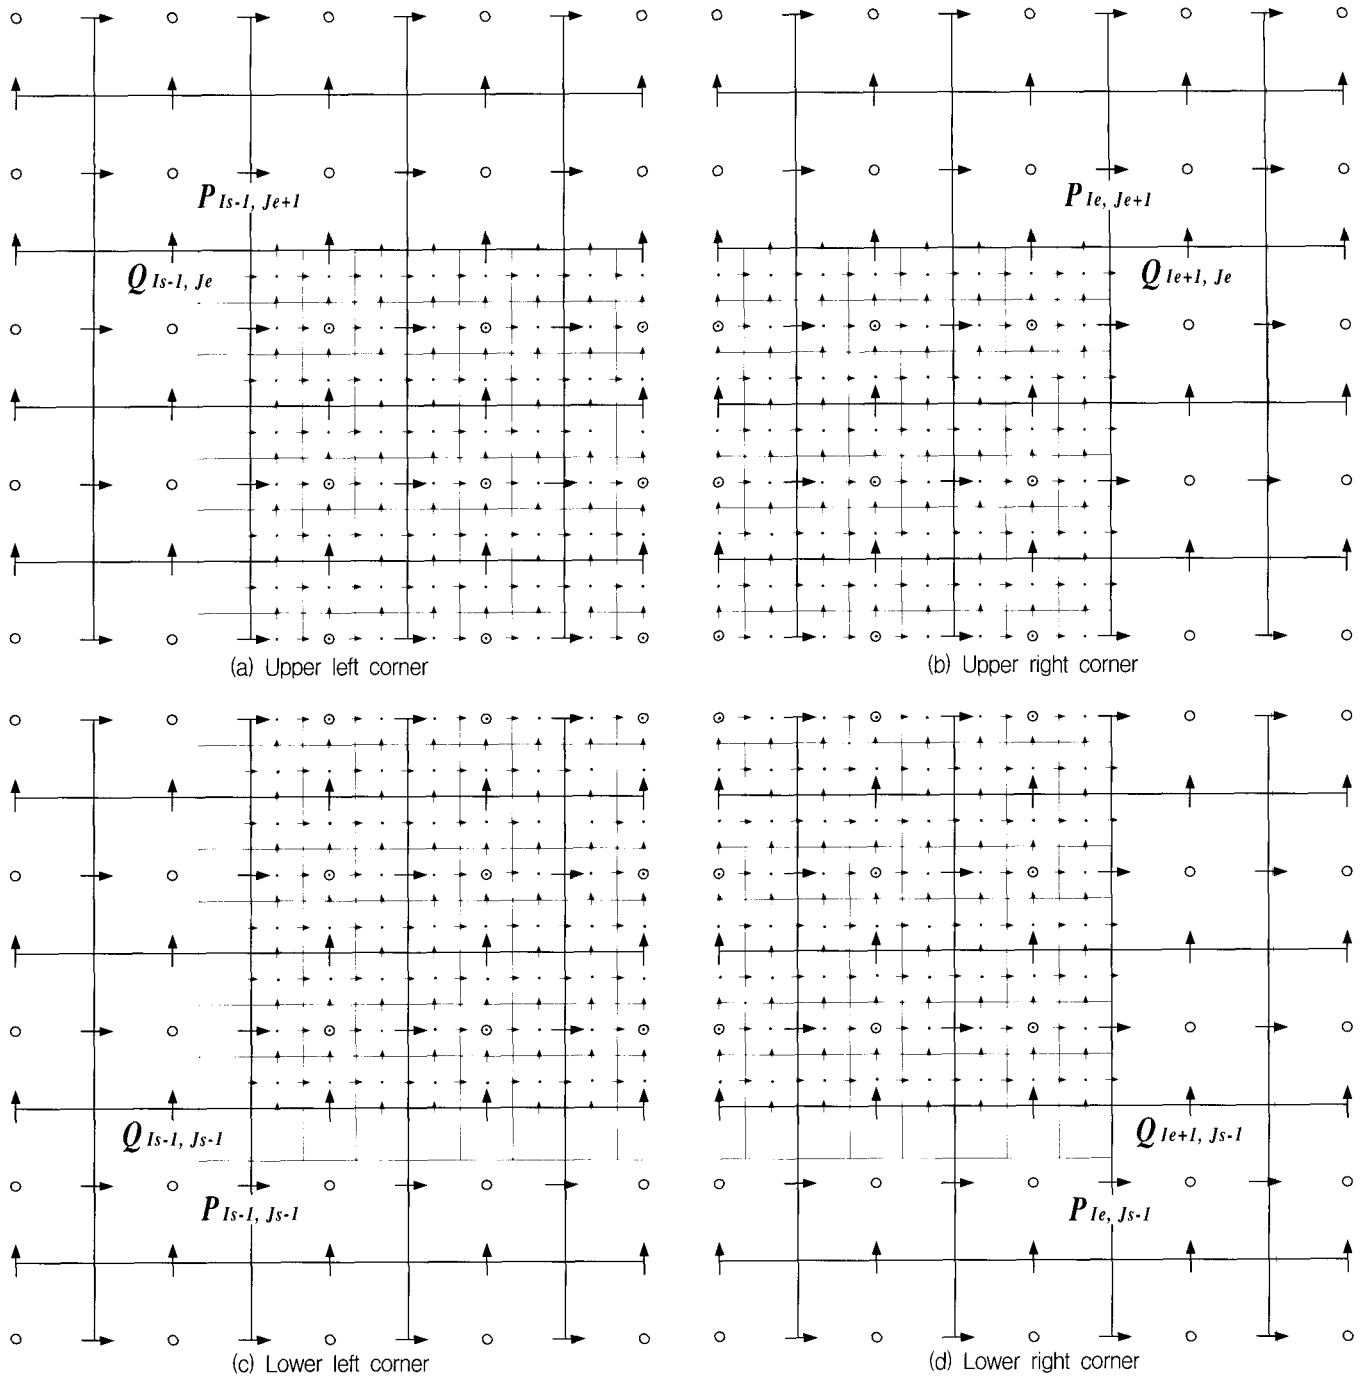 P Is-1, Je+1
Q Is-1, Je
(a) Upper left corner
P Ie, Je+1
Q Ie+1, Je
(b) Upper right corner
Q Is-1, Js-1
P Is-1, Js-1
(c) Lower left corner
Q Ie+1, Js-1
P Ie, Js-1
(d) Lower right corner